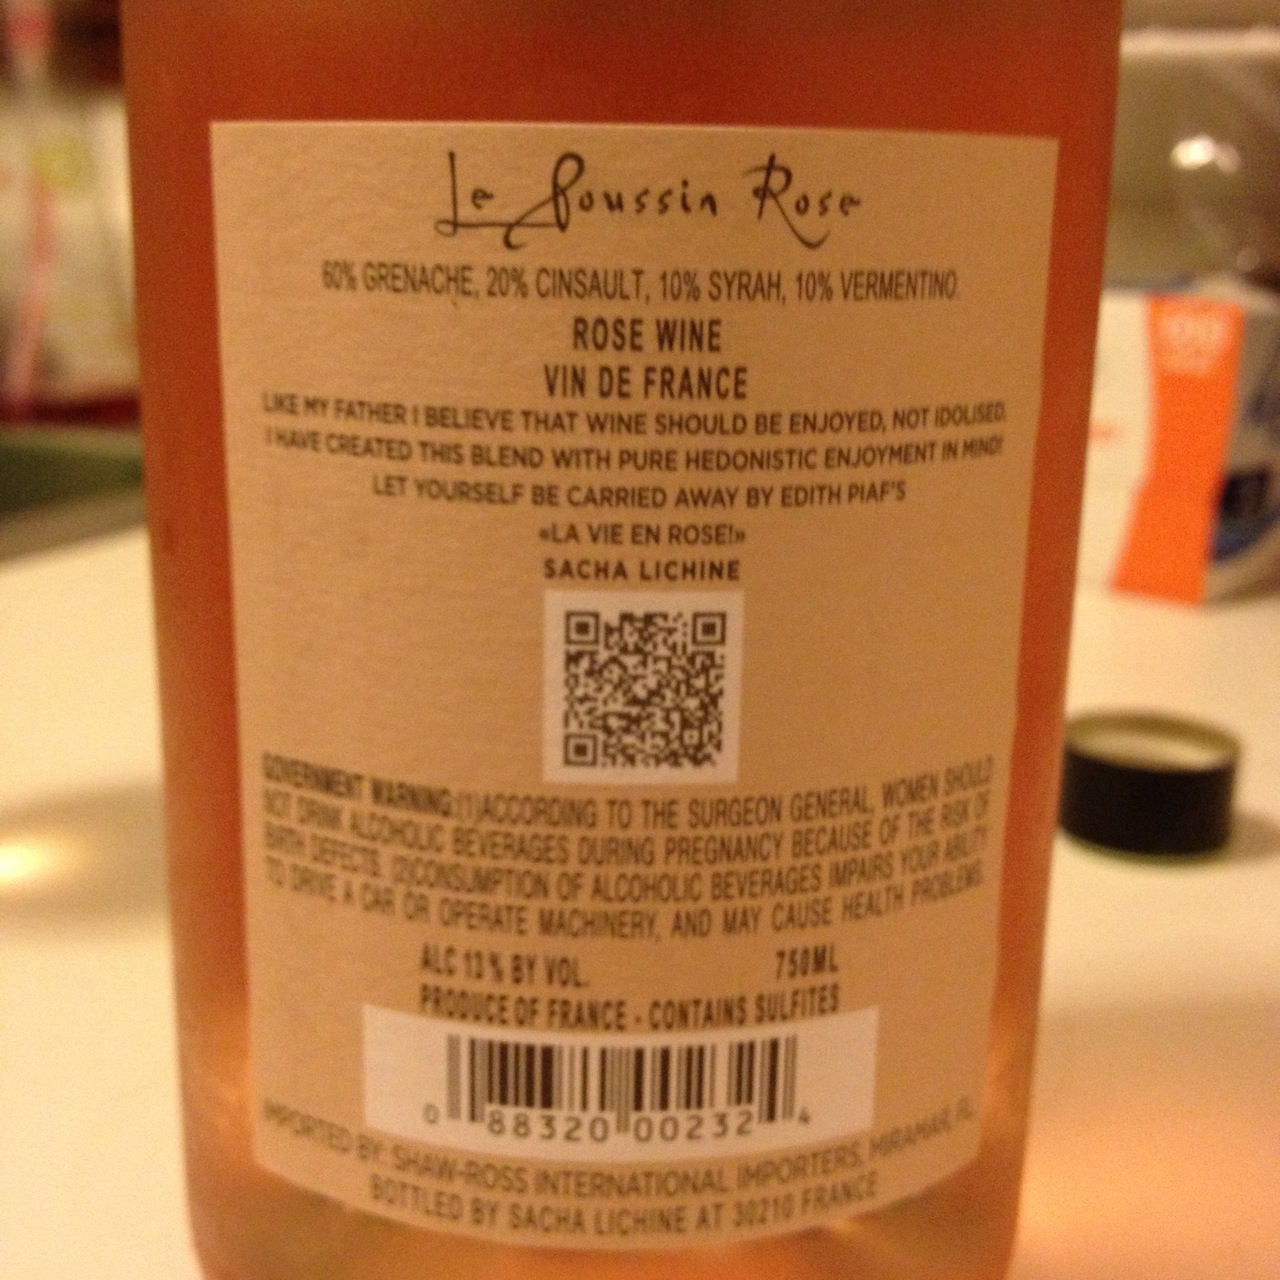 Le Poussin Rose
60% GRENACHE, 20% CINSAULT, 10% SYRAH, 10% VERMENTINO.
ROSE WINE
VIN DE FRANCE
LIKE MY FATHER I BELIEVE THAT WINE SHOULD BE ENJOYED, NOT IDOLISED.
I HAVE CREATED THIS BLEND WITH PURE HEDONISTIC ENJOYMENT IN MIND!
LET YOURSELF BE CARRIED AWAY BY EDITH PIAF'S
«LA VIE EN ROSE!»
SACHA LICHINE
GOVERNMENT WARNING:(1)ACCORDING TO THE SURGEON GENERAL, WOMEN SHOULD
NOT DRINK ALCOHOLIC BEVERAGES DURING PREGNANCY BECAUSE OF THE RISK OF
BIRTH DEFECTS. (2)CONSUMPTION OF ALCOHOLIC BEVERAGES IMPAIRS YOUR ABILITY
TO DRIVE A CAR OR OPERATE MACHINERY, AND MAY CAUSE HEALTH PROBLEMS.
ALC 13% BY VOL. 750ML
PRODUCE OF FRANCE - CONTAINS SULFITES
0 88320 00232 4
IMPORTED BY: SHAW-ROSS INTERNATIONAL IMPORTERS, MIRAMAR, FL
BOTTLED BY SACHA LICHINE AT 30210 FRANCE